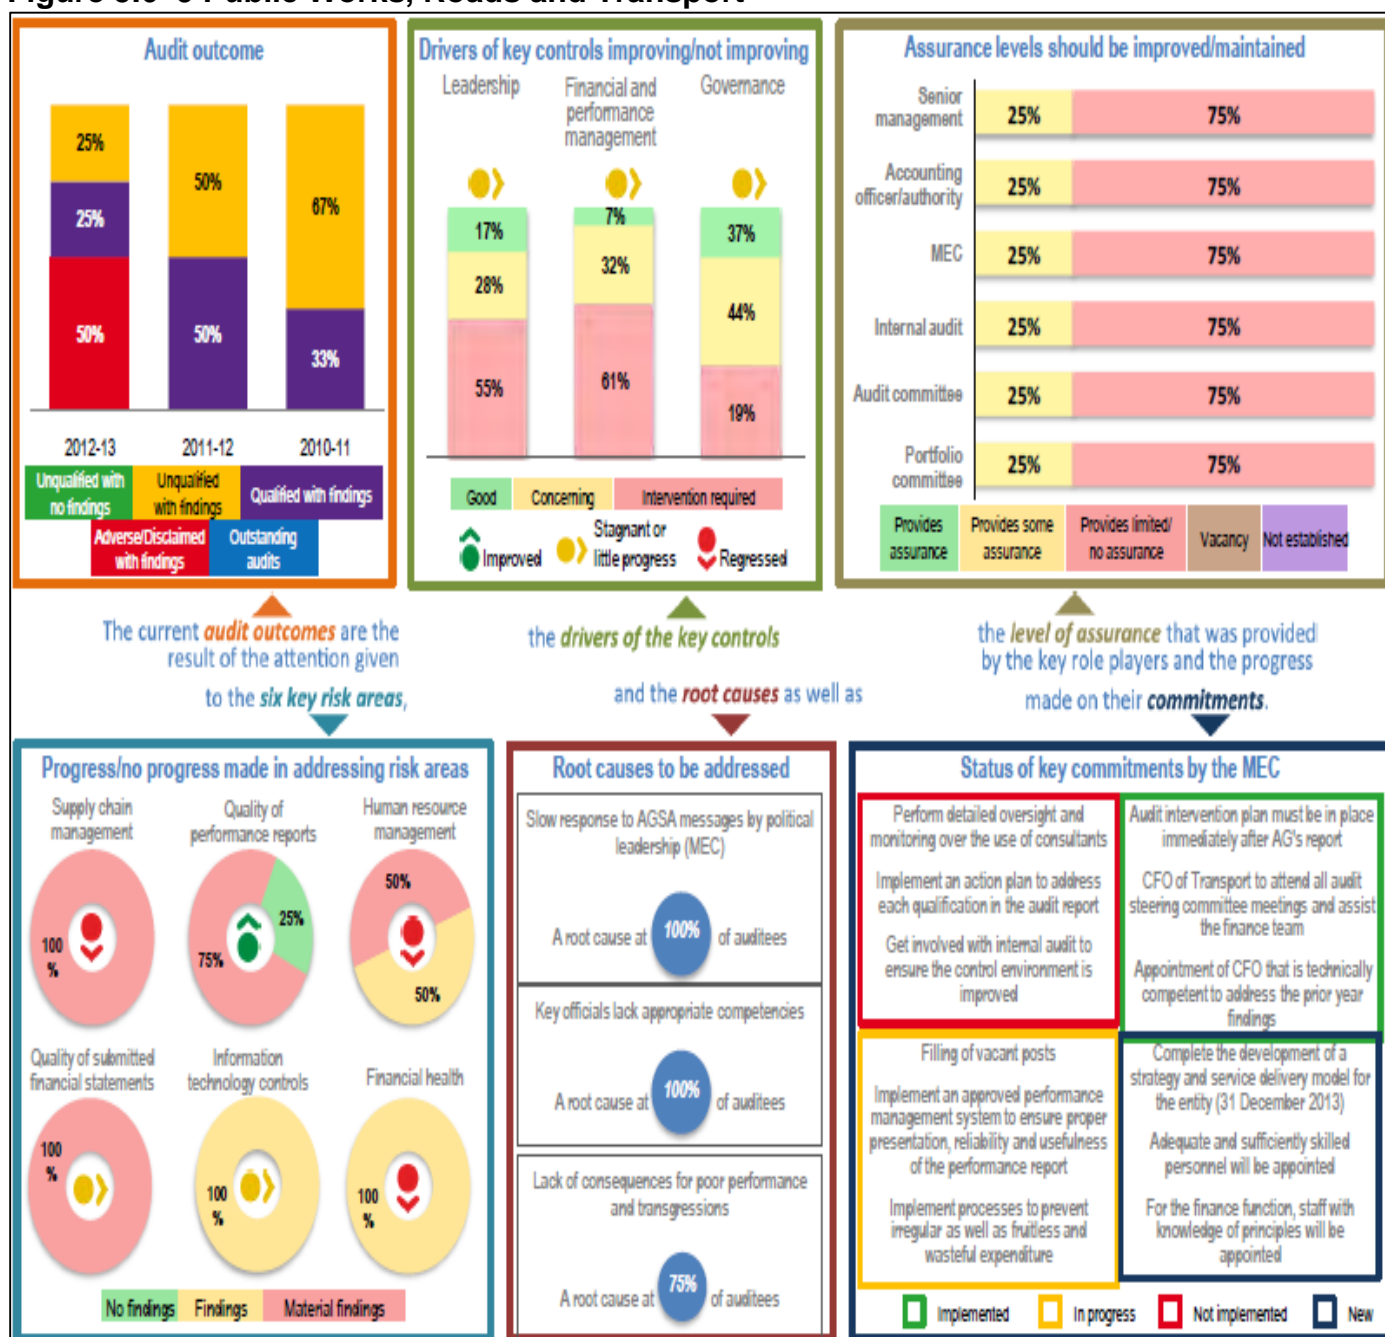 Audit outcome
25%
25%
50%
50%
50%
67%
33%
2012-13
2011-12
2010-11
Unqualified with
no findings
Unqualified
with findings
Qualified with findings
Adverse/Disclaimed
with findings
Outstanding
audits
Drivers of key controls improving/not improving
Leadership
Financial and
performance
management
Governance
17%
28%
55%
7%
32%
61%
37%
44%
19%
Good
Concerning
Intervention required
Improved
Stagnant or
little progress
Regressed
Assurance levels should be improved/maintained
Senior
management
25%
75%
Accounting
officer/authority
25%
75%
MEC
25%
75%
Internal audit
25%
75%
Audit committee
25%
75%
Portfolio
committee
25%
75%
Provides
assurance
Provides some
assurance
Provides limited/
no assurance
Vacancy
Not established
The current audit outcomes are the
result of the attention given
to the six key risk areas,
the drivers of the key controls
and the root causes as well as
the level of assurance that was provided
by the key role players and the progress
made on their commitments.
Progress/no progress made in addressing risk areas
Supply chain
management
100
%
Quality of
performance reports
25%
75%
Human resource
management
50%
50%
Quality of submitted
financial statements
100
%
Information
technology controls
100
%
Financial health
100
%
No findings
Findings
Material findings
Root causes to be addressed
Slow response to AGSA messages by political
leadership (MEC)
A root cause at 100% of auditees
Key officials lack appropriate competencies
A root cause at 100% of auditees
Lack of consequences for poor performance
and transgressions
A root cause at 75% of auditees
Status of key commitments by the MEC
Perform detailed oversight and
monitoring over the use of consultants
Implement an action plan to address
each qualification in the audit report
Get involved with internal audit to
ensure the control environment is
improved
Audit intervention plan must be in place
immediately after AG's report
CFO of Transport to attend all audit
steering committee meetings and assist
the finance team
Appointment of CFO that is technically
competent to address the prior year
findings
Filling of vacant posts
Implement an approved performance
management system to ensure proper
presentation, reliability and usefulness
of the performance report
Implement processes to prevent
irregular as well as fruitless and
wasteful expenditure
Complete the development of a
strategy and service delivery model for
the entity (31 December 2013)
Adequate and sufficiently skilled
personnel will be appointed
For the finance function, staff with
knowledge of principles will be
appointed
Implemented
In progress
Not implemented
New